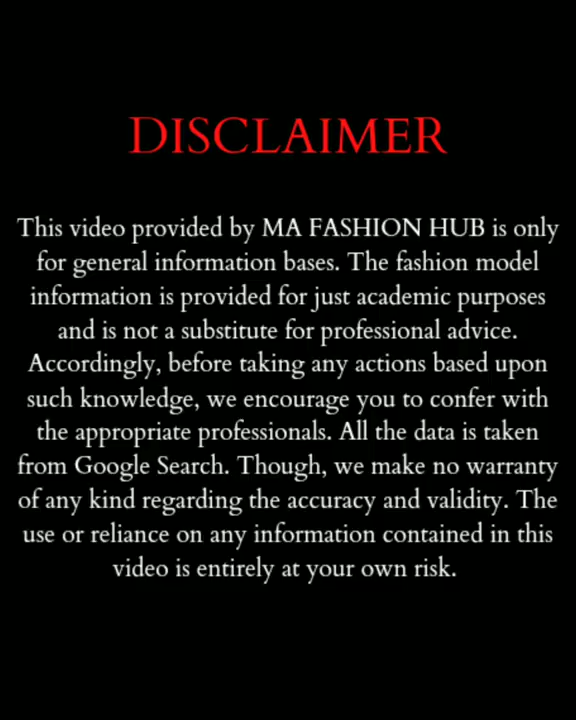 DISCLAIMER
This video provided by MA FASHION HUB is only
for general information bases. The fashion model
information is provided for just academic purposes
and is not a substitute for professional advice.
Accordingly, before taking any actions based upon
such knowledge, we encourage you to confer with
the appropriate professionals. All the data is taken
from Google Search. Though, we make no warranty
of any kind regarding the accuracy and validity. The
use or reliance on any information contained in this
video is entirely at your own risk.